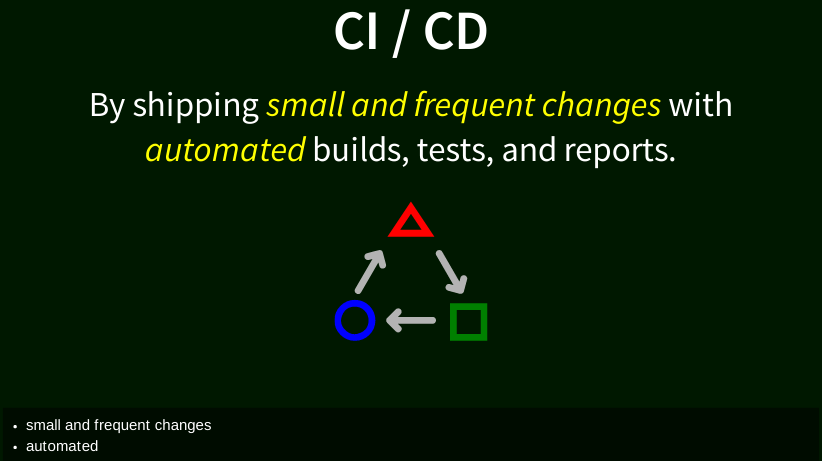 CI / CD
By shipping small and frequent changes with
automated builds, tests, and reports.
• small and frequent changes
• automated